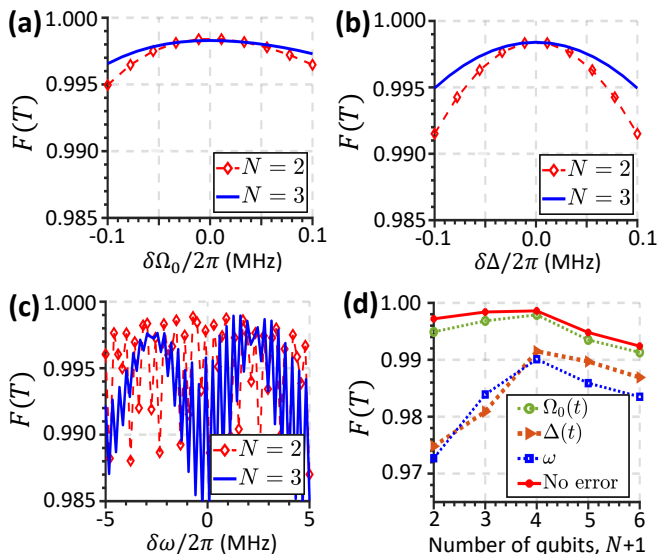 (a)
1.000
0.995
0.990
0.985
F(T)
N = 2
N = 3
-0.1
0.0
0.1
δΩ₀/2π (MHz)
(b)
1.000
0.995
0.990
0.985
F(T)
N = 2
N = 3
-0.1
0.0
0.1
δΔ/2π (MHz)
(c)
1.000
0.995
0.990
0.985
F(T)
N = 2
N = 3
-5
0
5
δω/2π (MHz)
(d)
1.00
0.99
0.98
0.97
F(T)
Ω₀(t)
Δ(t)
ω
No error
2
3
4
5
6
Number of qubits, N+1